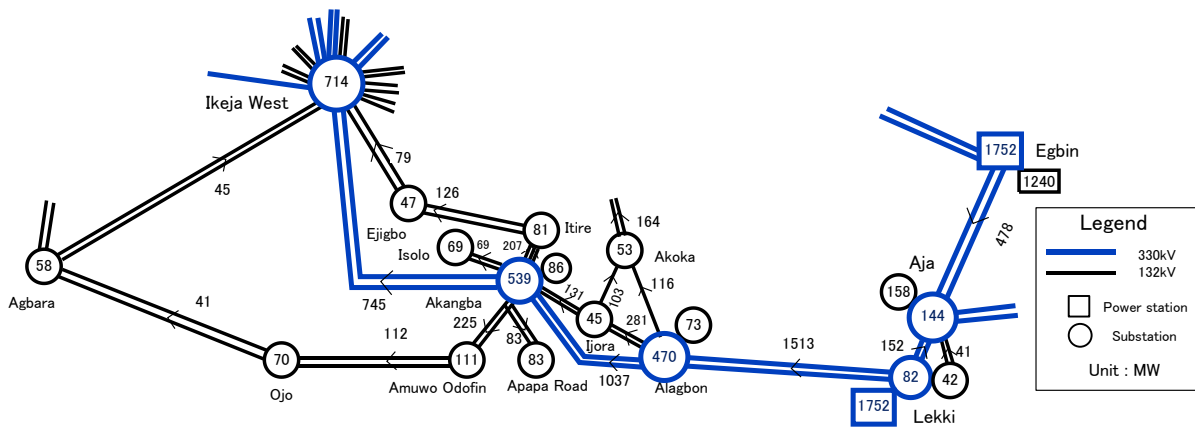 714
Ikeja West
79
45
126
47
Ejigbo
81
Itire
Isolo
69
69
207
86
164
53
Akoka
58
Agbara
539
Akangba
745
131
103
116
45
Ijora
281
73
41
112
225
83
70
Ojo
111
Amuwo Odofin
83
Apapa Road
1037
470
Alagbon
1513
1752
Egbin
1240
478
Aja
158
144
152
41
82
42
Lekki
1752
Legend
330kV
132kV
Power station
Substation
Unit : MW